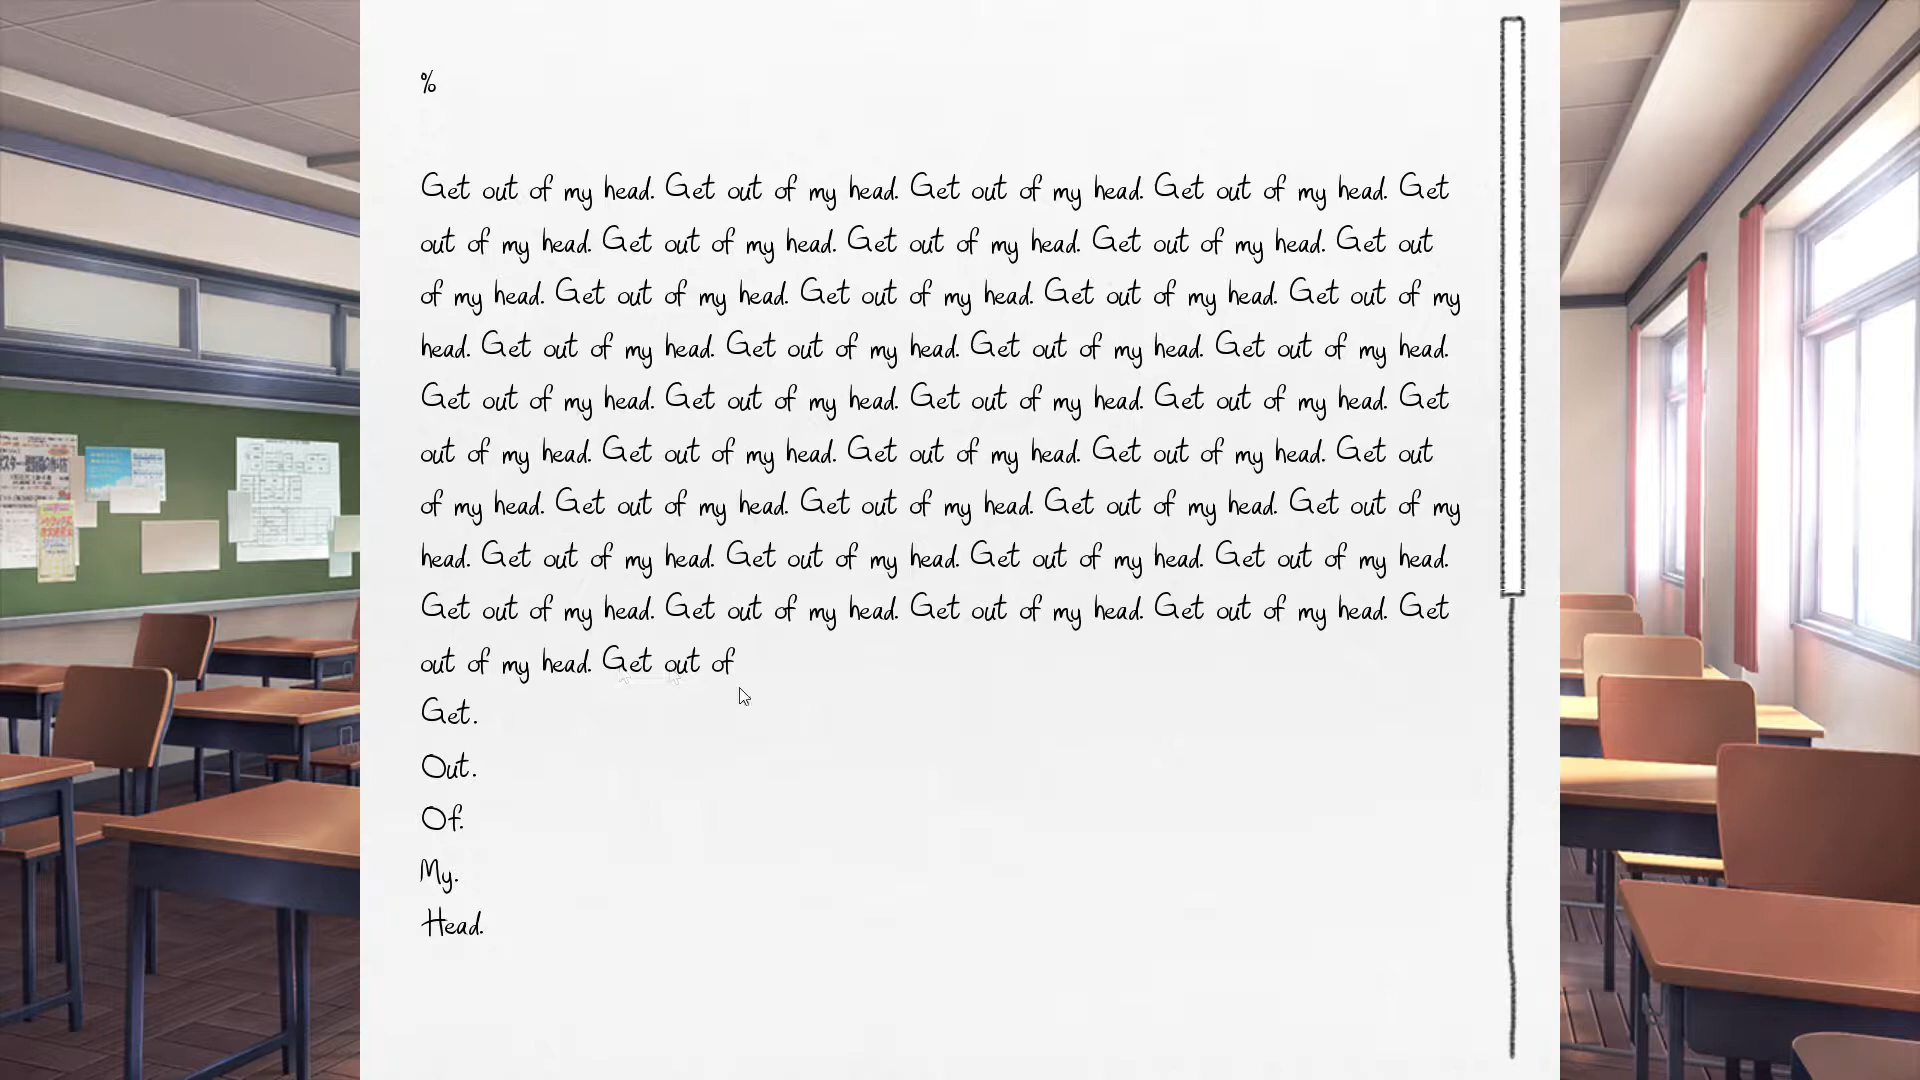 %
Get out of my head. Get out of my head. Get out of my head. Get out of my head. Get
out of my head. Get out of my head. Get out of my head. Get out of my head. Get out
of my head. Get out of my head. Get out of my head. Get out of my head. Get out of my
head. Get out of my head. Get out of my head. Get out of my head. Get out of my head.
Get out of my head. Get out of my head. Get out of my head. Get out of my head. Get
out of my head. Get out of my head. Get out of my head. Get out of my head. Get out
of my head. Get out of my head. Get out of my head. Get out of my head. Get out of my
head. Get out of my head. Get out of my head. Get out of my head. Get out of my head.
Get out of my head. Get out of my head. Get out of my head. Get out of my head. Get
out of my head. Get out of
Get.
Out.
Of.
My.
Head.